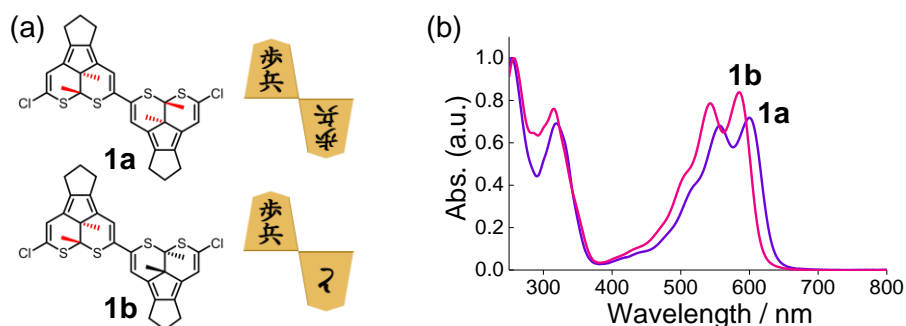 (a)
Cl
S
S
S
S
Cl
1a
歩兵
歩兵
Cl
S
S
S
S
Cl
1b
歩兵
と
(b)
Abs. (a.u.)
1.0
0.8
0.6
0.4
0.2
0.0
1b
1a
300
400
500
600
700
800
Wavelength / nm